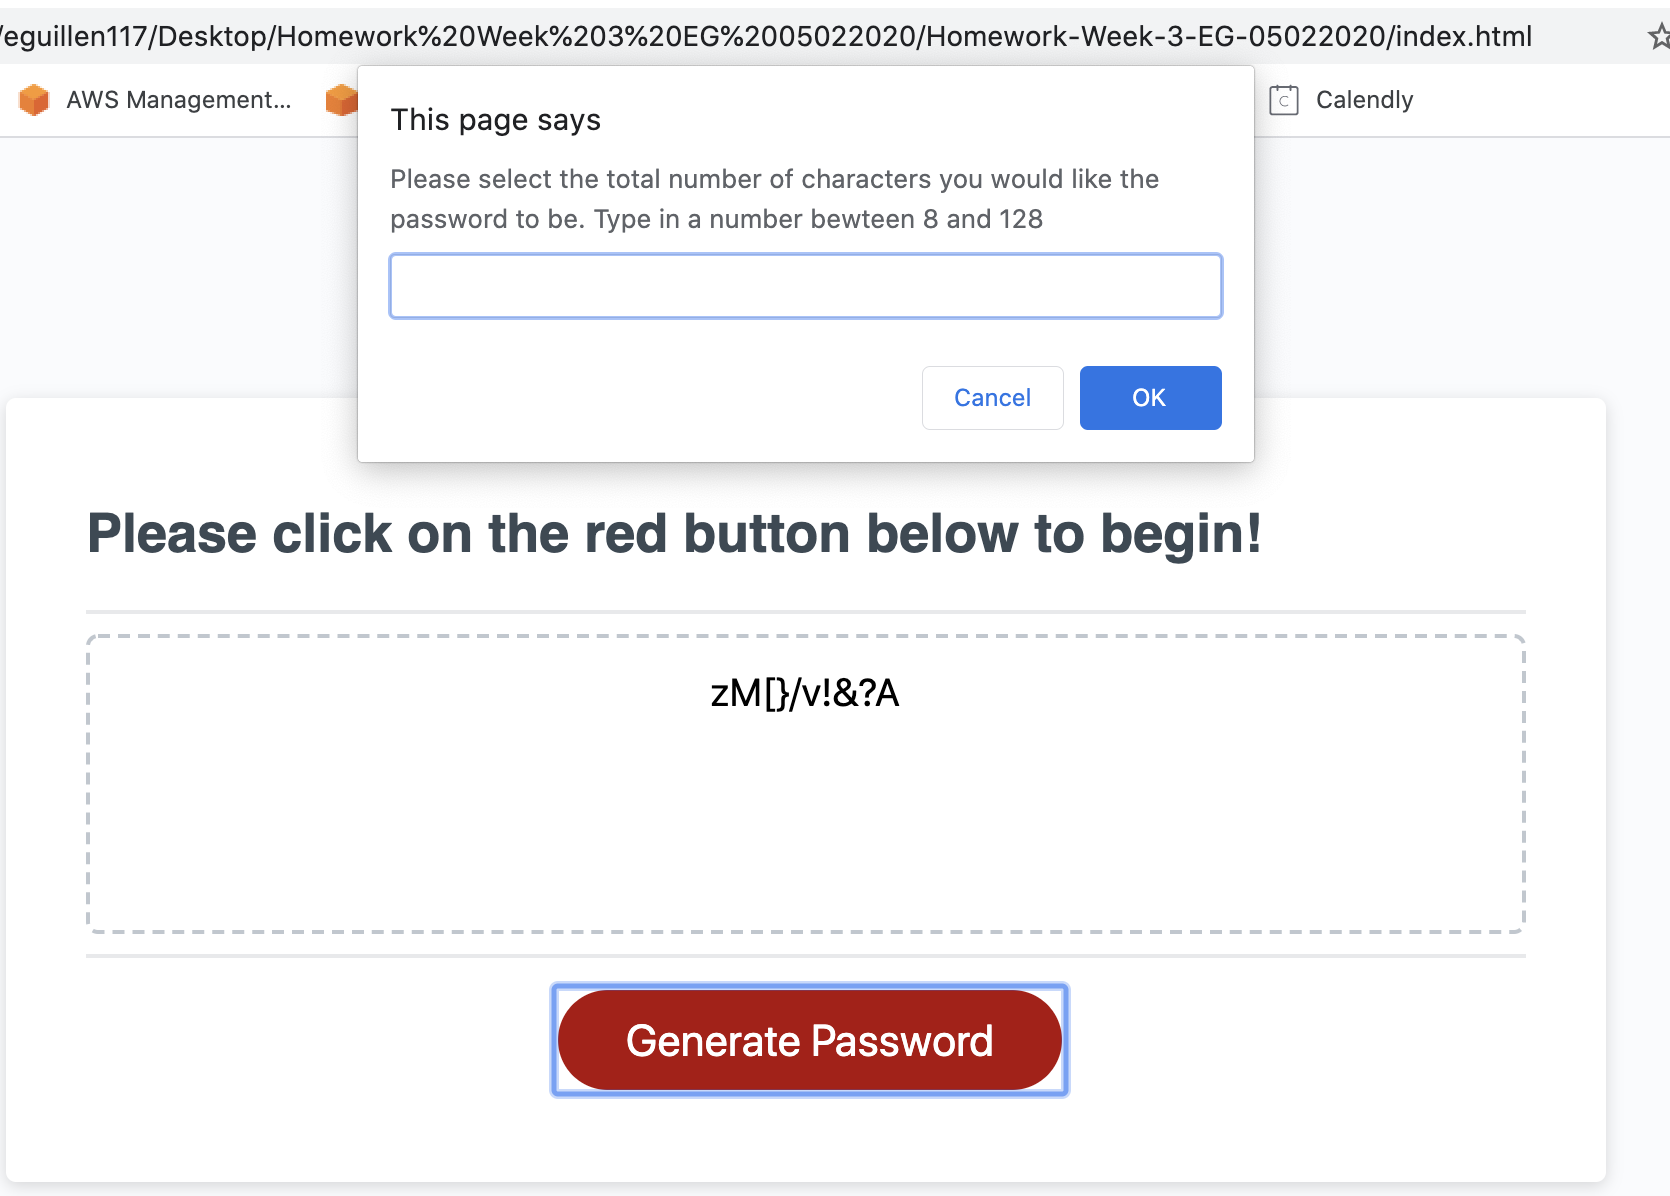 /eguillen117/Desktop/Homework%20Week%203%20EG%2005022020/Homework-Week-3-EG-05022020/index.html
AWS Management...
C Calendly
This page says
Please select the total number of characters you would like the
password to be. Type in a number bewteen 8 and 128
Cancel
OK
Please click on the red button below to begin!
zM[}/v!&?A
Generate Password